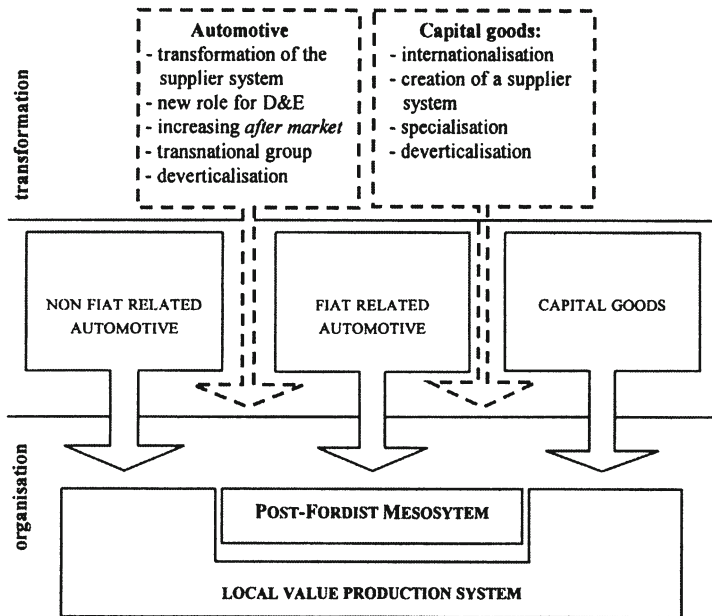 Automotive
- transformation of the
supplier system
- new role for D&E
- increasing after market
- transnational group
- deverticalisation
Capital goods:
- internationalisation
- creation of a supplier
system
- specialisation
- deverticalisation
transformation
NON FIAT RELATED
AUTOMOTIVE
FIAT RELATED
AUTOMOTIVE
CAPITAL GOODS
organisation
POST-FORDIST MESOSYTEM
LOCAL VALUE PRODUCTION SYSTEM